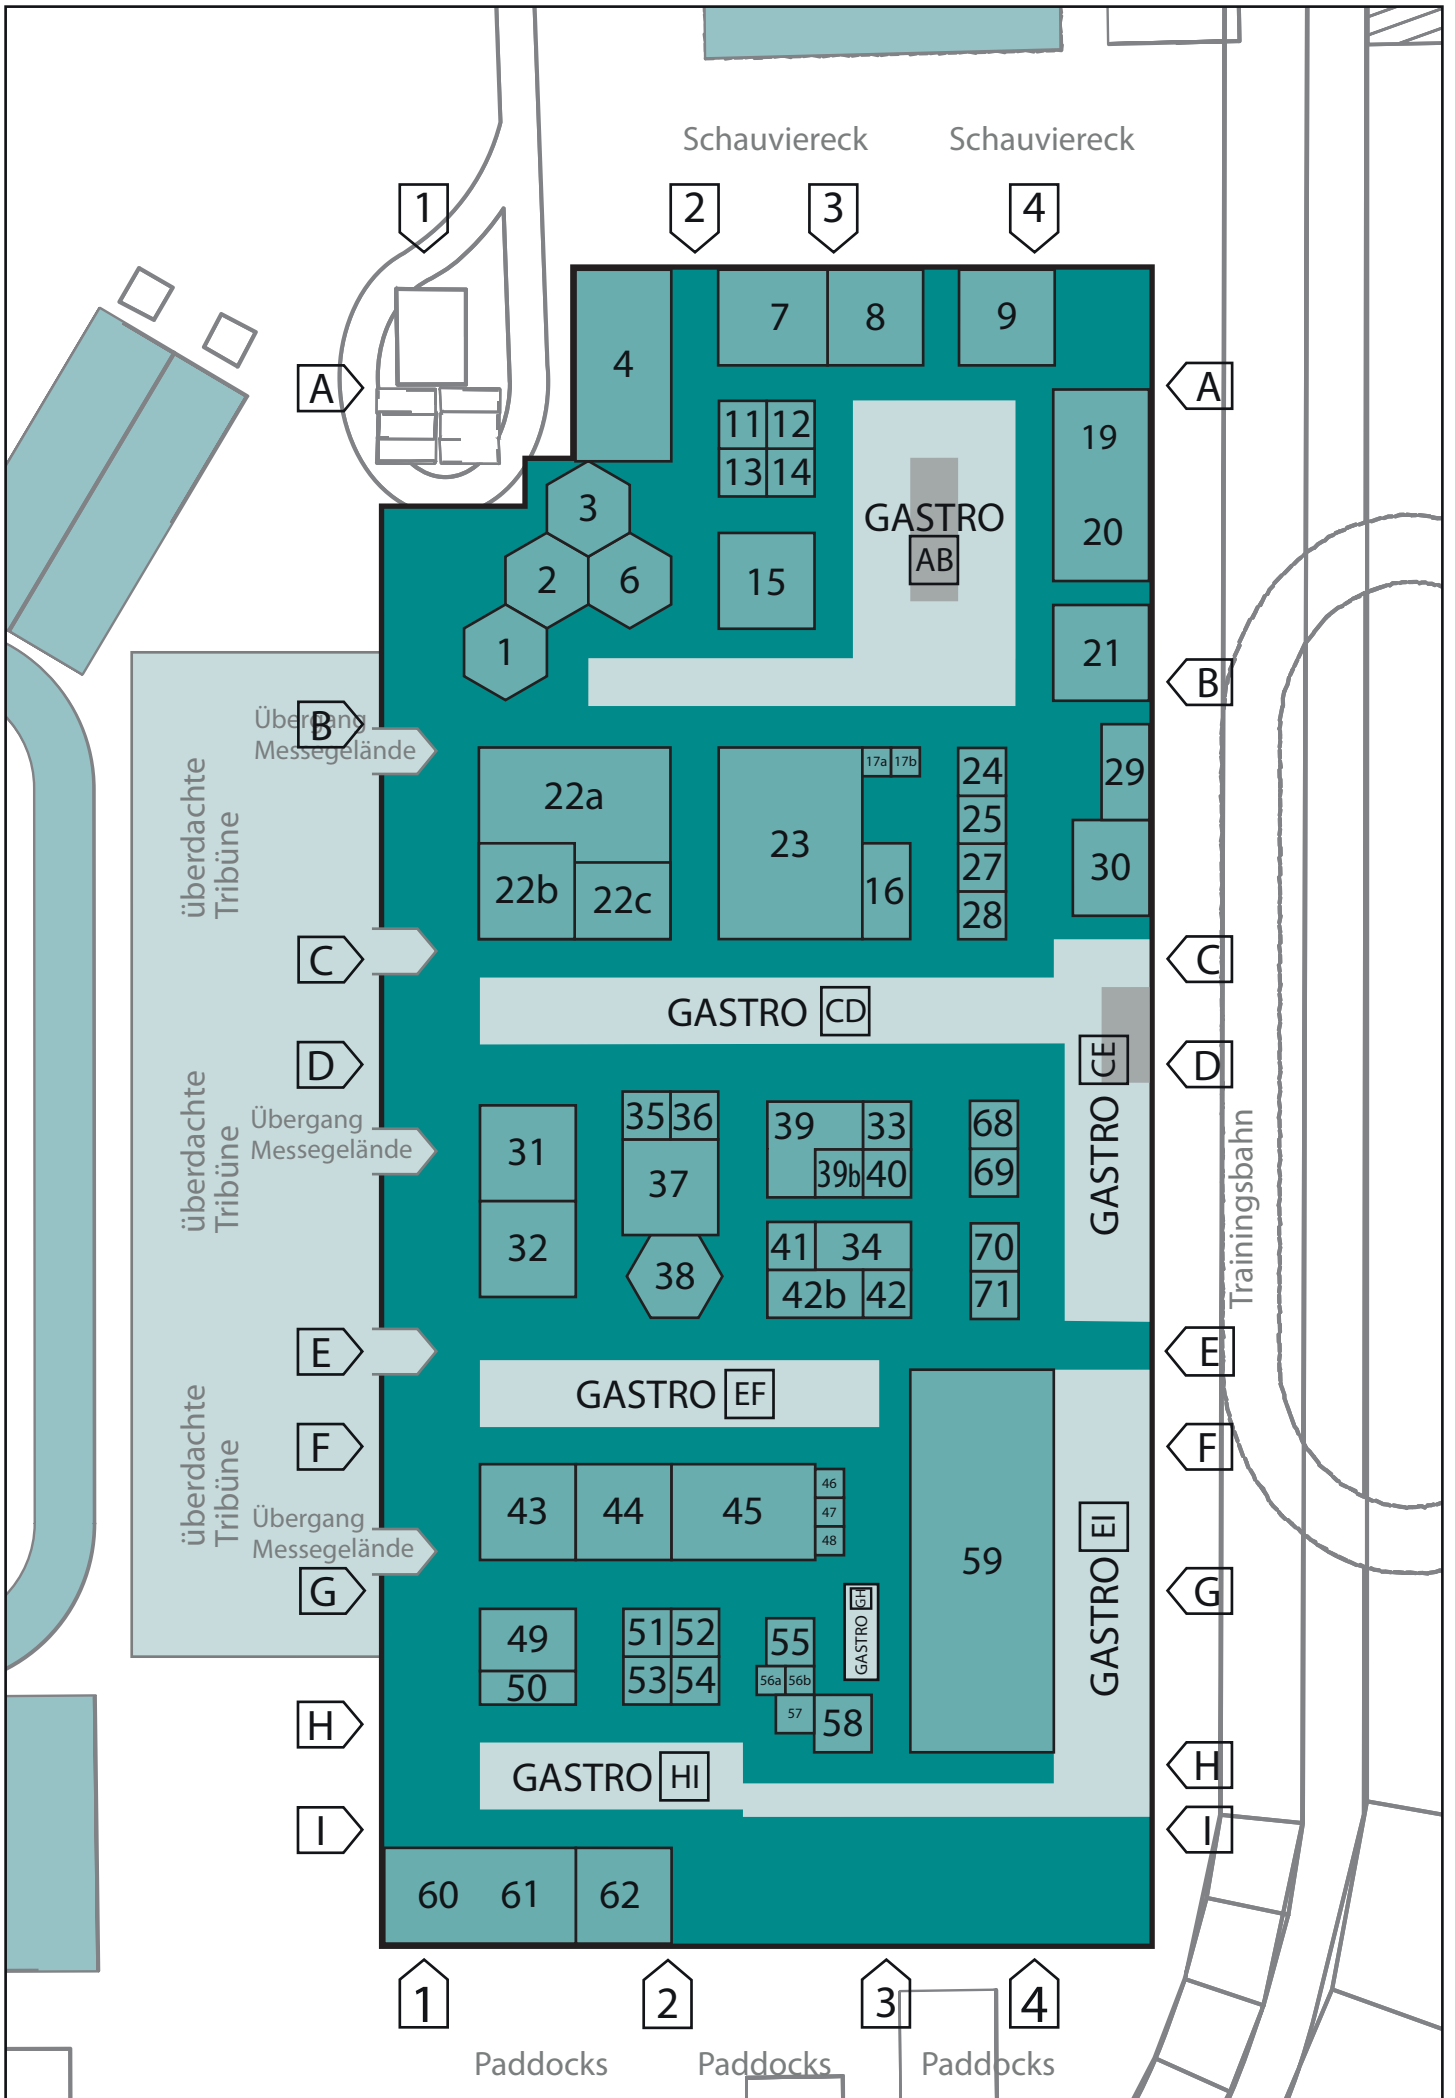 Schauviereck
Schauviereck
1
2
3
4
4
7
8
9
A
A
11
12
13
14
19
20
3
GASTRO
AB
2
6
15
1
21
B
B
Übergang
Messegelände
überdachte
Tribüne
22a
22b
22c
23
17a
17b
16
24
25
27
28
29
30
C
C
GASTRO
CD
D
D
GASTRO
CE
überdachte
Tribüne
Übergang
Messegelände
31
32
35
36
37
38
39
33
39b
40
41
34
42b
42
68
69
70
71
Trainingsbahn
E
E
GASTRO
EF
F
F
überdachte
Tribüne
Übergang
Messegelände
43
44
45
46
47
48
59
GASTRO
EI
G
G
GASTRO
GH
49
50
51
52
53
54
55
56a
56b
57
58
H
H
GASTRO
HI
I
I
60
61
62
1
2
3
4
Paddocks
Paddocks
Paddocks